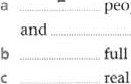 a ........................ peo
and ........................
b ........................ full
c ........................ real